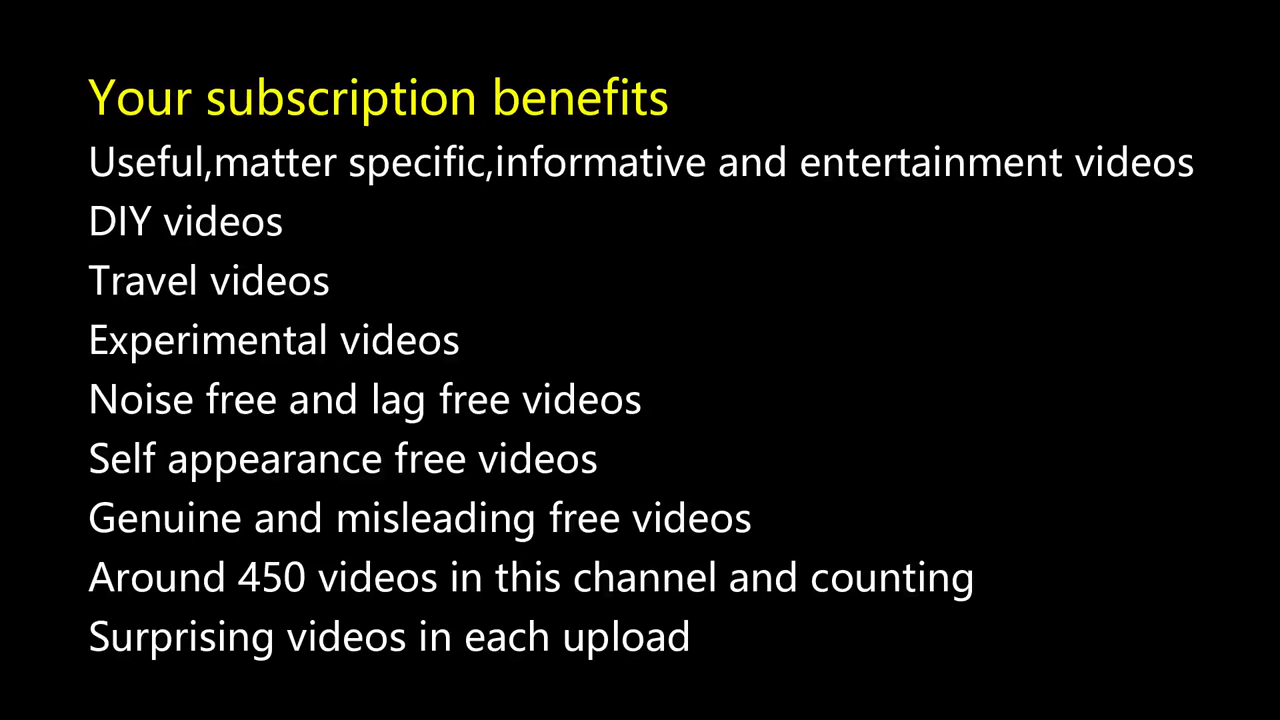 Your subscription benefits
Useful,matter specific,informative and entertainment videos
DIY videos
Travel videos
Experimental videos
Noise free and lag free videos
Self appearance free videos
Genuine and misleading free videos
Around 450 videos in this channel and counting
Surprising videos in each upload